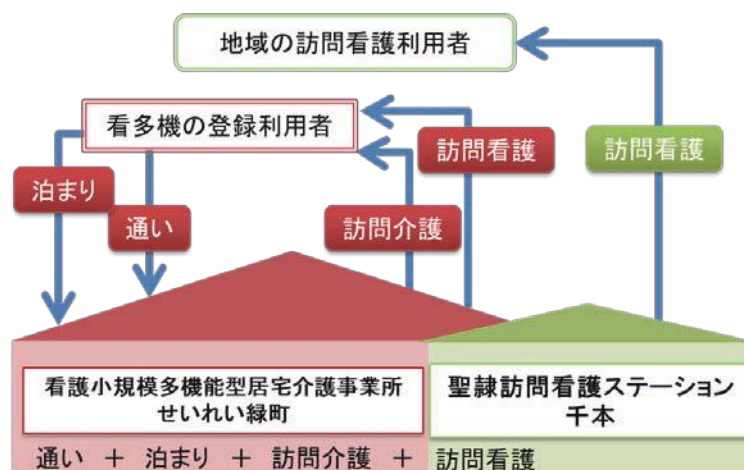 地域の訪問看護利用者
看多機の登録利用者
訪問看護
訪問看護
泊まり
通い
訪問介護
看護小規模多機能型居宅介護事業所
せいれい緑町
聖隷訪問看護ステーション
千本
通い + 泊まり + 訪問介護 + 訪問看護